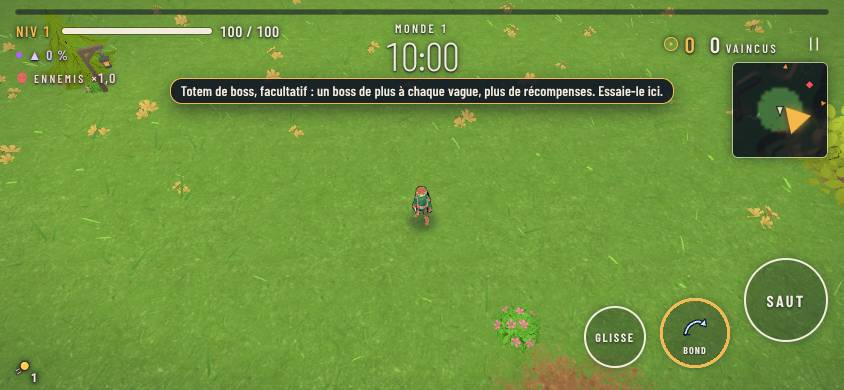 NIV 1
100 / 100
▲ 0 %
ENNEMIS ×1,0
MONDE 1
10:00
0
0 VAINCUS
Totem de boss, facultatif : un boss de plus à chaque vague, plus de récompenses. Essaie-le ici.
SAUT
GLISSE
BOND
1